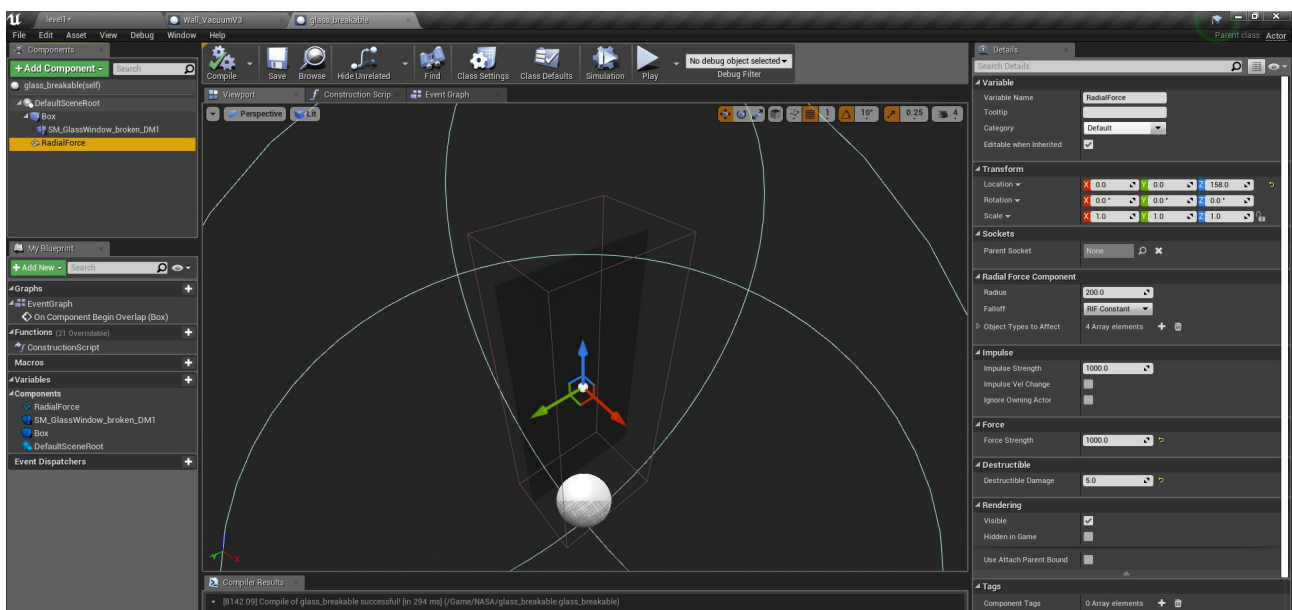 level1•
Wall_VacuumV3
glass_breakable
File Edit Asset View Debug Window Help
Parent class: Actor
Components
+Add Component
Search
glass_breakable(self)
DefaultSceneRoot
Box
SM_GlassWindow_broken_DM1
RadialForce
My Blueprint
+Add New
Search
Graphs
EventGraph
On Component Begin Overlap (Box)
Functions (21 Overridable)
ConstructionScript
Macros
Variables
Components
RadialForce
SM_GlassWindow_broken_DM1
Box
DefaultSceneRoot
Event Dispatchers
Compile
Save
Browse
Hide Unrelated
Find
Class Settings
Class Defaults
Simulation
Play
No debug object selected
Debug Filter
Viewport
Construction Scrip
Event Graph
Perspective
Lit
1
10°
0.25
4
Compiler Results
[8142.09] Compile of glass_breakable successful! [in 294 ms] (/Game/NASA/glass_breakable.glass_breakable)
Details
Search Details
Variable
Variable Name RadialForce
Tooltip
Category Default
Editable when Inherited
Transform
Location X 0.0 Y 0.0 Z 158.0
Rotation X 0.0° Y 0.0° Z 0.0°
Scale X 1.0 Y 1.0 Z 1.0
Sockets
Parent Socket None
Radial Force Component
Radius 200.0
Falloff RIF Constant
Object Types to Affect 4 Array elements
Impulse
Impulse Strength 1000.0
Impulse Vel Change
Ignore Owning Actor
Force
Force Strength 1000.0
Destructible
Destructible Damage 5.0
Rendering
Visible
Hidden in Game
Use Attach Parent Bound
Tags
Component Tags 0 Array elements